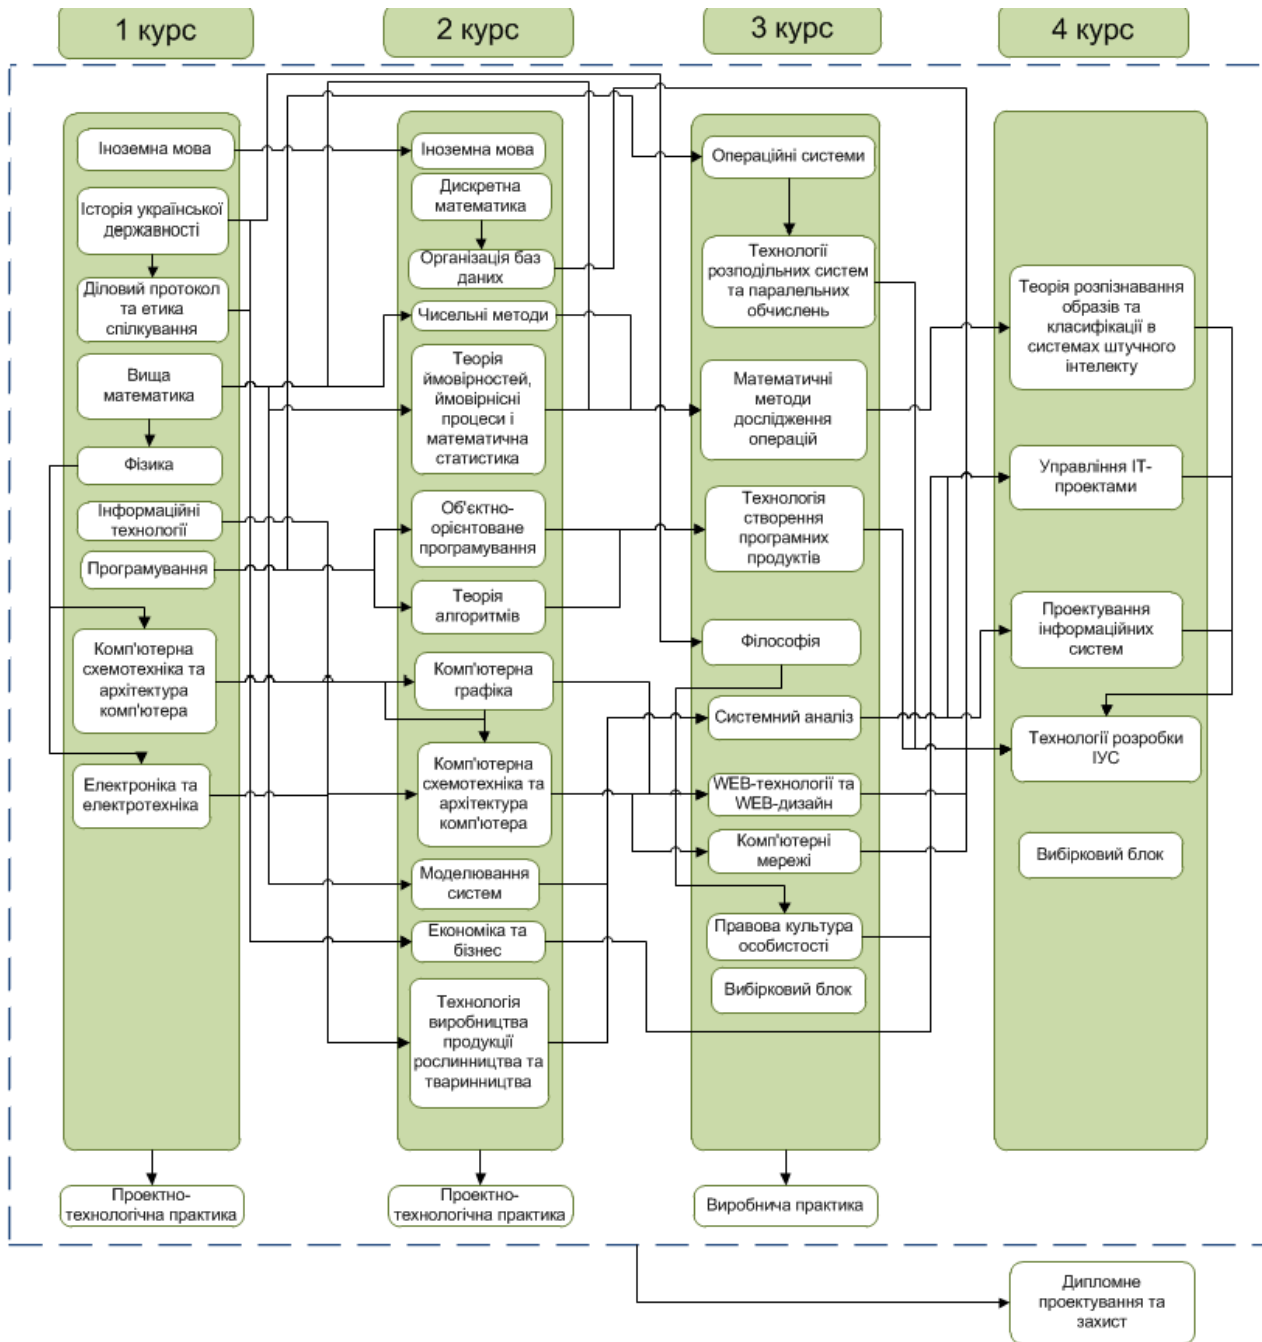 1 курс
2 курс
3 курс
4 курс
Іноземна мова
Історія української
державності
Діловий протокол
та етика
спілкування
Вища
математика
Фізика
Інформаційні
технології
Програмування
Комп'ютерна
схемотехніка та
архітектура
комп'ютера
Електроніка та
електротехніка
Проектно-
технологічна практика
Іноземна мова
Дискретна
математика
Організація баз
даних
Чисельні методи
Теорія
ймовірностей,
ймовірнісні
процеси і
математична
статистика
Об'єктно-
орієнтоване
програмування
Теорія
алгоритмів
Комп'ютерна
графіка
Комп'ютерна
схемотехніка та
архітектура
комп'ютера
Моделювання
систем
Економіка та
бізнес
Технологія
виробництва
продукції
рослинництва та
тваринництва
Проектно-
технологічна практика
Операційні системи
Технології
розподільних систем
та паралельних
обчислень
Математичні
методи
дослідження
операцій
Технологія
створення
програмних
продуктів
Філософія
Системний аналіз
WEB-технології та
WEB-дизайн
Комп'ютерні
мережі
Правова культура
особистості
Вибірковий блок
Виробнича практика
Теорія розпізнавання
образів та
класифікації в
системах штучного
інтелекту
Управління ІТ-
проектами
Проектування
інформаційних
систем
Технології розробки
ІУС
Вибірковий блок
Дипломне
проектування та
захист